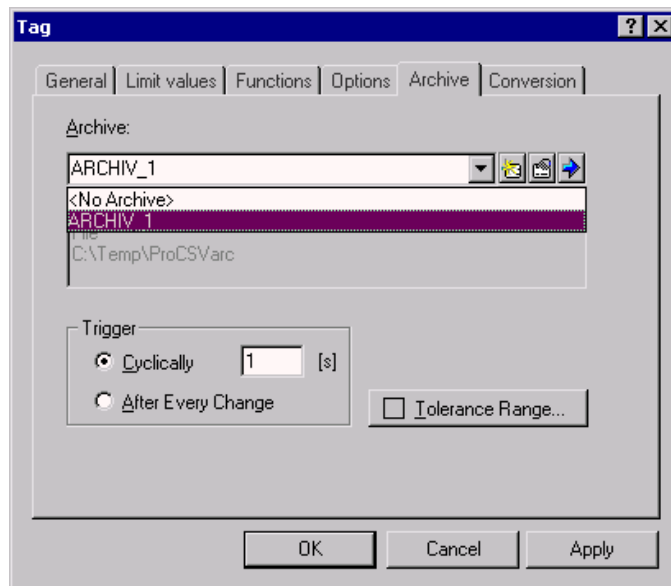 Tag
General Limit values Functions Options Archive Conversion
Archive:
ARCHIV_1
<No Archive>
ARCHIV_1
File
C:\Temp\ProCSVarc
Trigger
Cyclically 1 [s]
After Every Change
Tolerance Range...
OK Cancel Apply